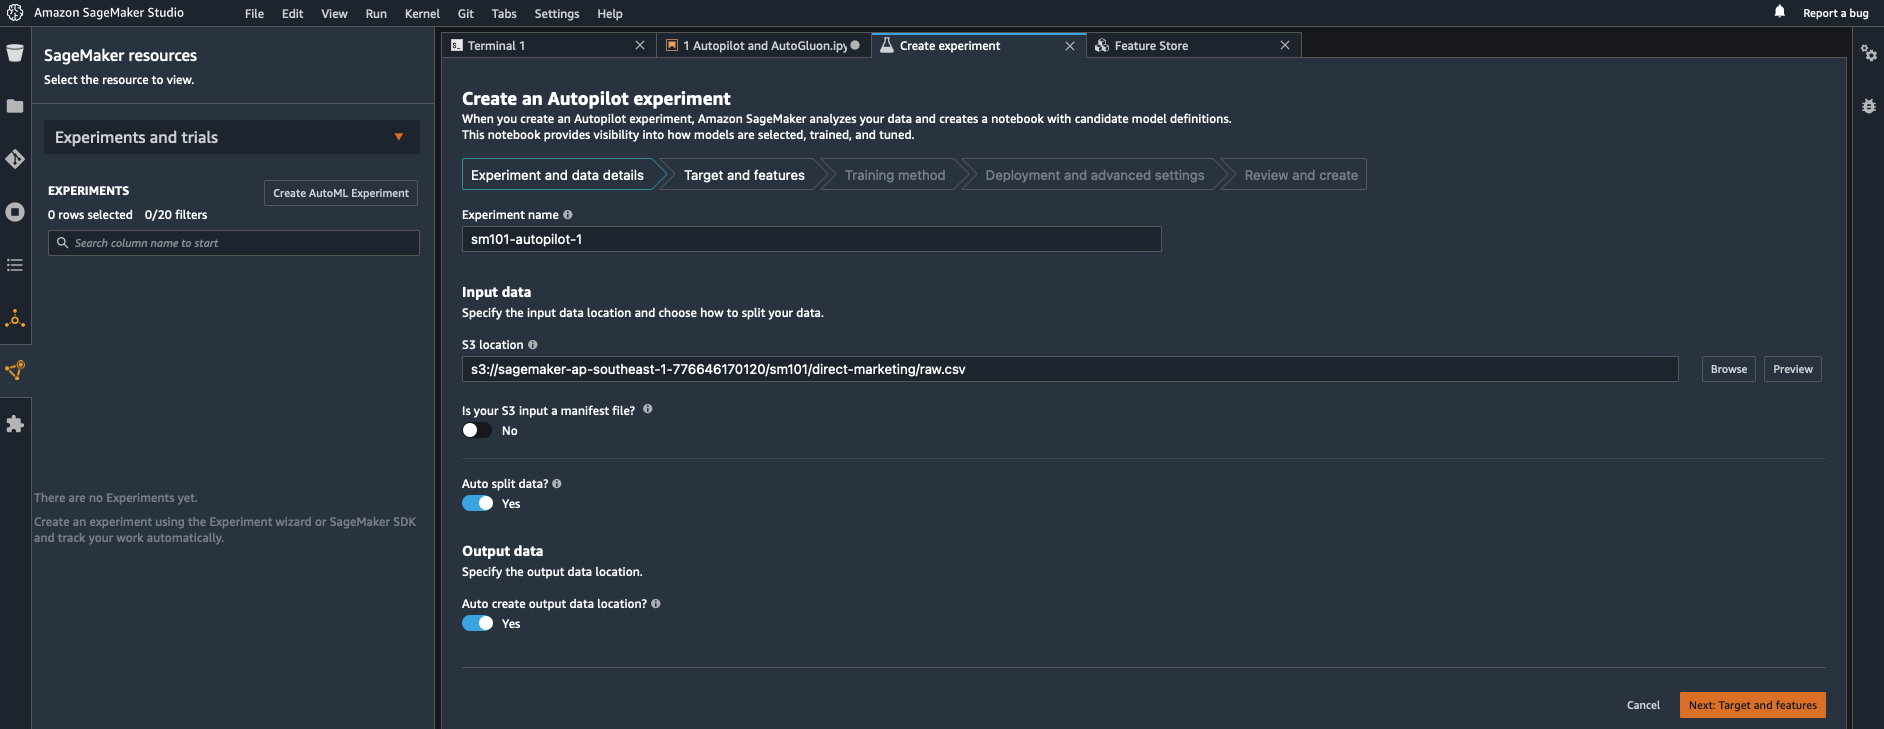 Amazon SageMaker Studio
File Edit View Run Kernel Git Tabs Settings Help
Report a bug
SageMaker resources
Select the resource to view.
Experiments and trials
EXPERIMENTS
Create AutoML Experiment
0 rows selected 0/20 filters
Search column name to start
There are no Experiments yet.
Create an experiment using the Experiment wizard or SageMaker SDK
and track your work automatically.
Terminal 1
1 Autopilot and AutoGluon.ipy
Create experiment
Feature Store
Create an Autopilot experiment
When you create an Autopilot experiment, Amazon SageMaker analyzes your data and creates a notebook with candidate model definitions.
This notebook provides visibility into how models are selected, trained, and tuned.
Experiment and data details
Target and features
Training method
Deployment and advanced settings
Review and create
Experiment name
sm101-autopilot-1
Input data
Specify the input data location and choose how to split your data.
S3 location
s3://sagemaker-ap-southeast-1-776646170120/sm101/direct-marketing/raw.csv
Browse
Preview
Is your S3 input a manifest file?
No
Auto split data?
Yes
Output data
Specify the output data location.
Auto create output data location?
Yes
Cancel
Next: Target and features